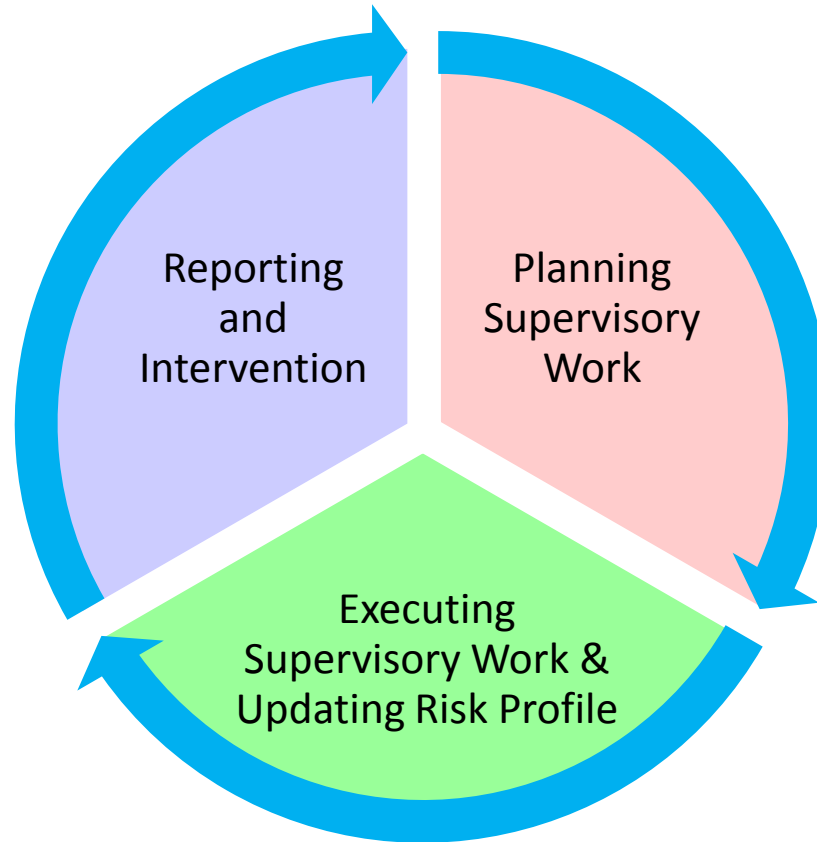 Reporting
and
Intervention
Planning
Supervisory
Work
Executing
Supervisory Work &
Updating Risk Profile